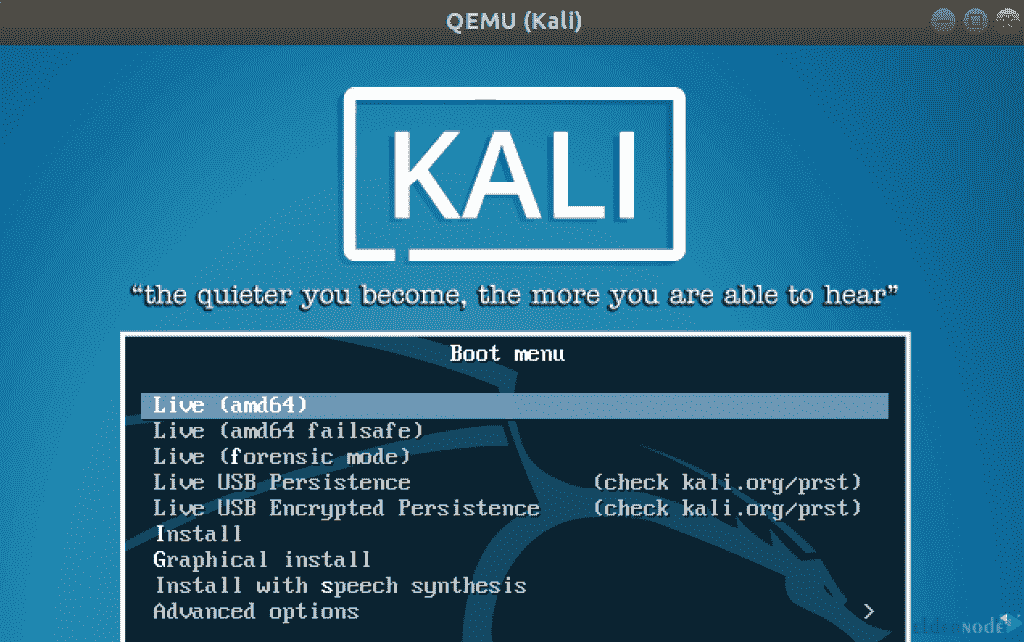 QEMU (Kali)
KALI
“the quieter you become, the more you are able to hear”
Boot menu
Live (amd64)
Live (amd64 failsafe)
Live (forensic mode)
Live USB Persistence (check kali.org/prst)
Live USB Encrypted Persistence (check kali.org/prst)
Install
Graphical install
Install with speech synthesis
Advanced options >